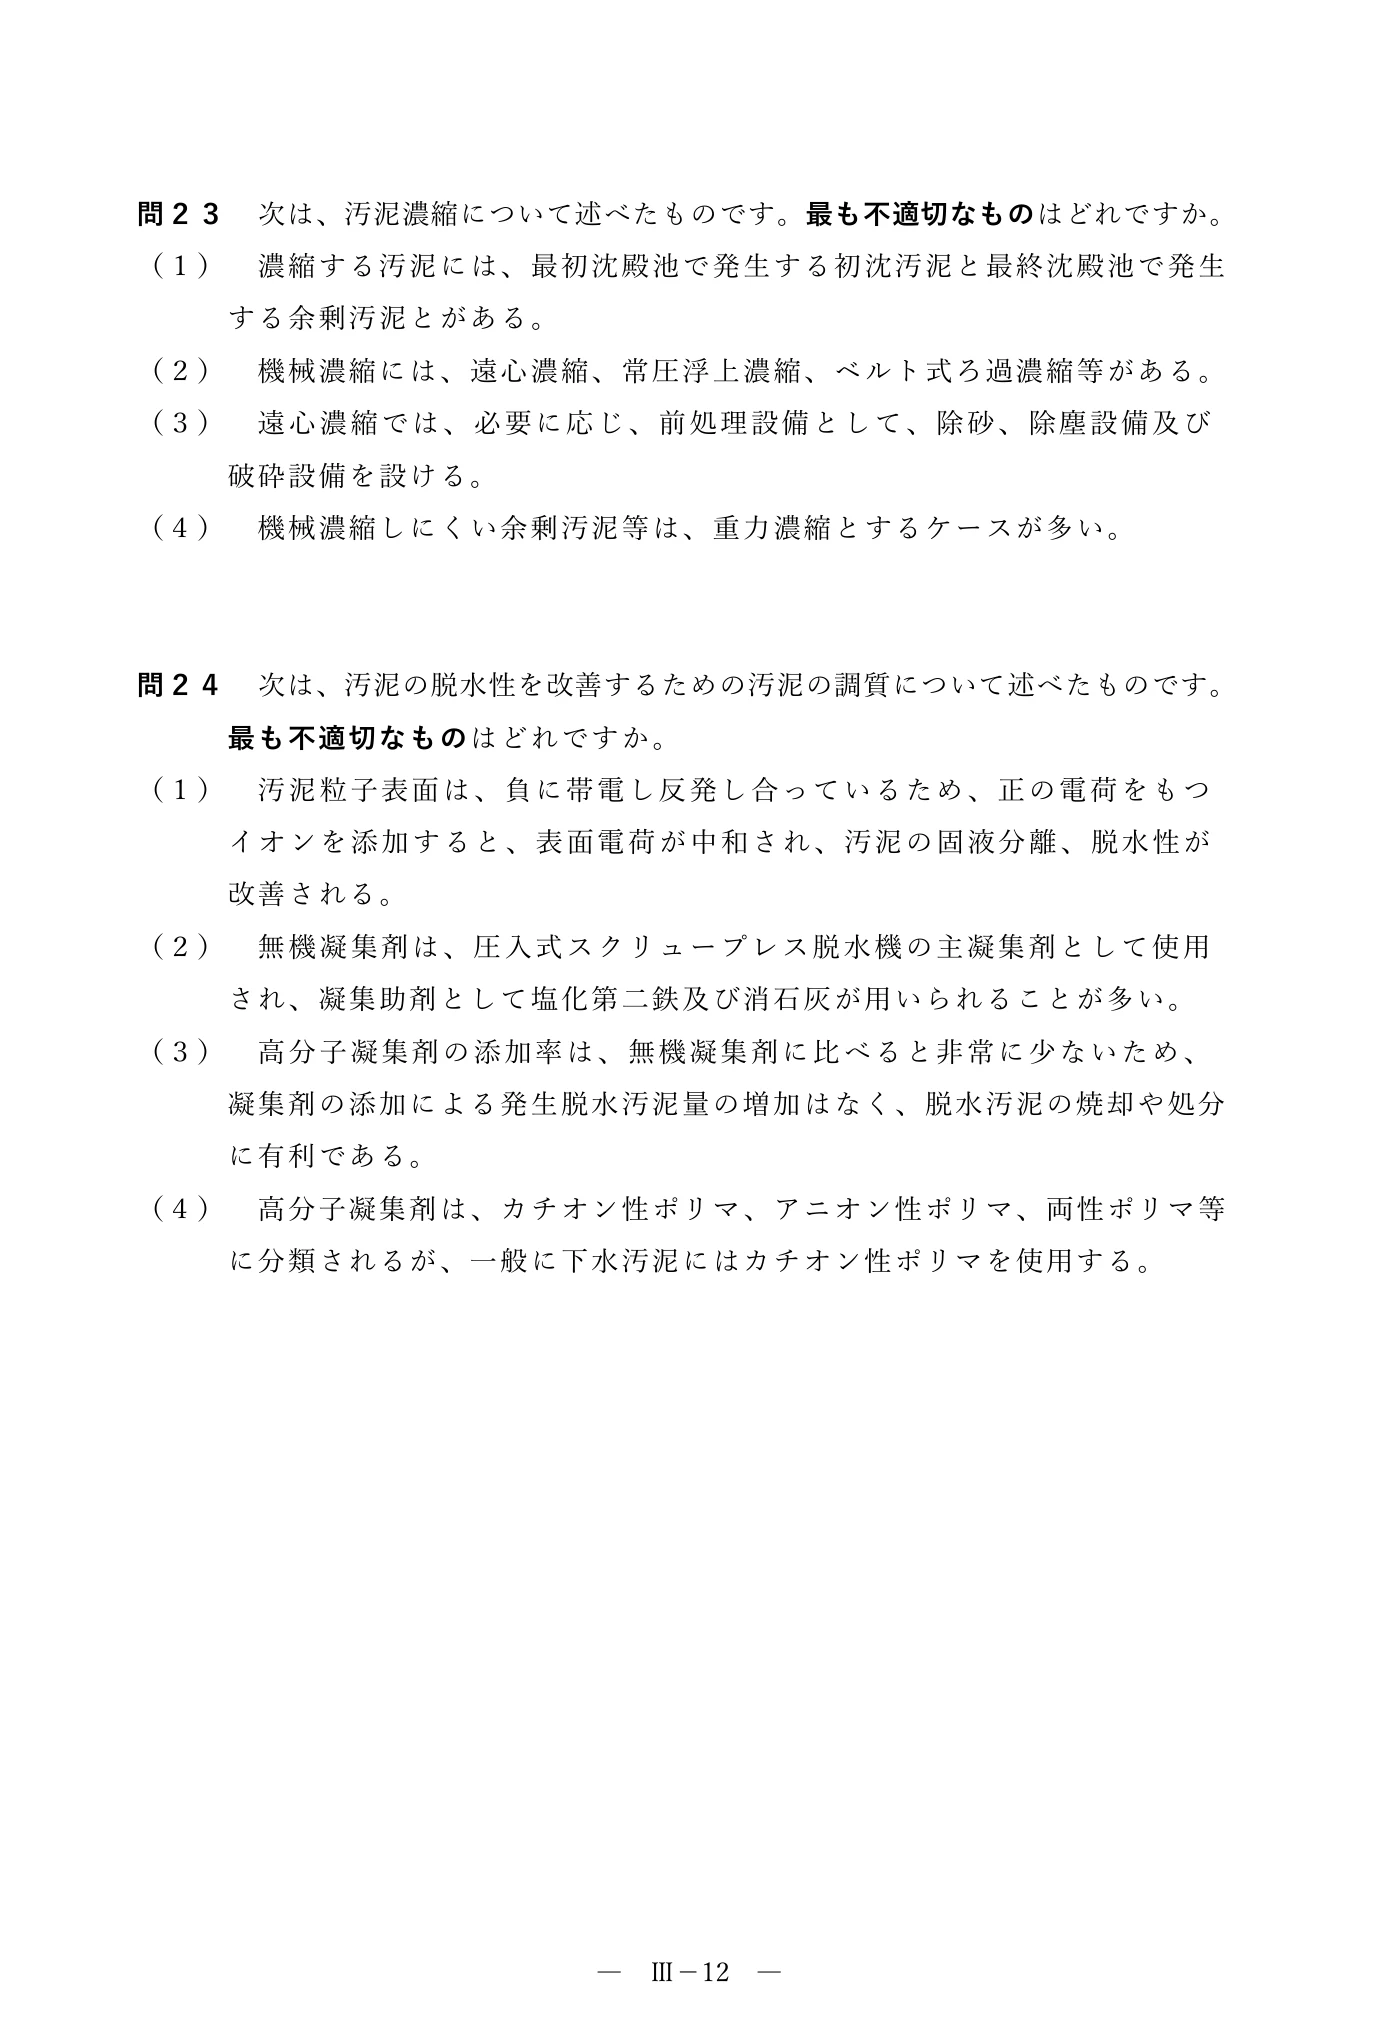 問２３　次は、汚泥濃縮について述べたものです。最も不適切なものはどれですか。
（１）　濃縮する汚泥には、最初沈殿池で発生する初沈汚泥と最終沈殿池で発生
する余剰汚泥とがある。
（２）　機械濃縮には、遠心濃縮、常圧浮上濃縮、ベルト式ろ過濃縮等がある。
（３）　遠心濃縮では、必要に応じ、前処理設備として、除砂、除塵設備及び
破砕設備を設ける。
（４）　機械濃縮しにくい余剰汚泥等は、重力濃縮とするケースが多い。
問２４　次は、汚泥の脱水性を改善するための汚泥の調質について述べたものです。
最も不適切なものはどれですか。
（１）　汚泥粒子表面は、負に帯電し反発し合っているため、正の電荷をもつ
イオンを添加すると、表面電荷が中和され、汚泥の固液分離、脱水性が
改善される。
（２）　無機凝集剤は、圧入式スクリュープレス脱水機の主凝集剤として使用
され、凝集助剤として塩化第二鉄及び消石灰が用いられることが多い。
（３）　高分子凝集剤の添加率は、無機凝集剤に比べると非常に少ないため、
凝集剤の添加による発生脱水汚泥量の増加はなく、脱水汚泥の焼却や処分
に有利である。
（４）　高分子凝集剤は、カチオン性ポリマ、アニオン性ポリマ、両性ポリマ等
に分類されるが、一般に下水汚泥にはカチオン性ポリマを使用する。
―　Ⅲ－12　―